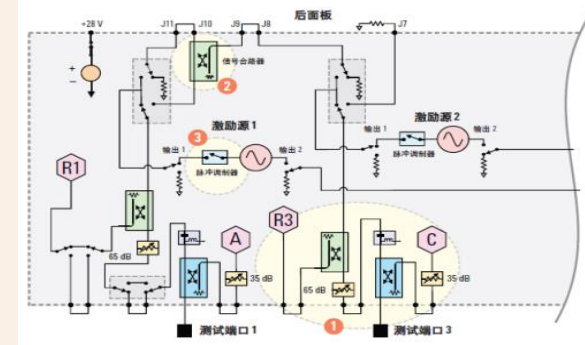 后面板
+28 V
J11
J10
J9
J8
J7
信号合路器
2
+
−
激励源 1
激励源 2
3
输出 1
输出 2
脉冲调制器
输出 1
输出 2
脉冲调制器
R1
A
R3
C
65 dB
35 dB
65 dB
35 dB
1
测试端口 1
测试端口 3